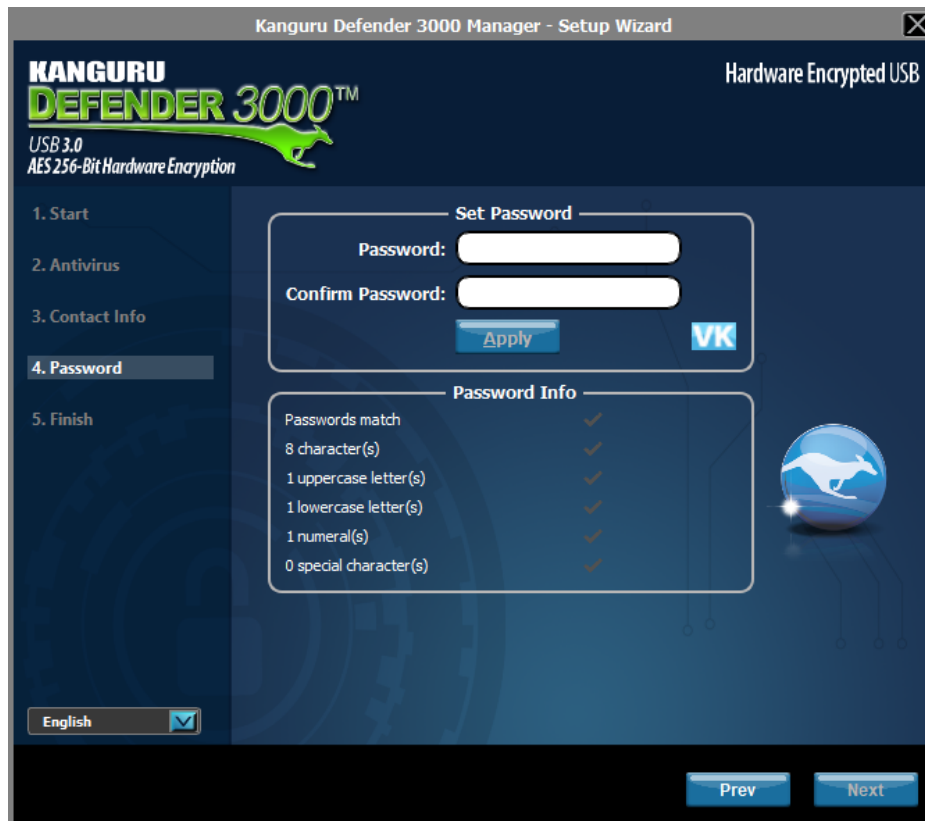 Kanguru Defender 3000 Manager - Setup Wizard
KANGURU
DEFENDER 3000™
USB 3.0
AES 256-Bit Hardware Encryption
Hardware Encrypted USB
1. Start
2. Antivirus
3. Contact Info
4. Password
5. Finish
Set Password
Password:
Confirm Password:
Apply
VK
Password Info
Passwords match
8 character(s)
1 uppercase letter(s)
1 lowercase letter(s)
1 numeral(s)
0 special character(s)
English
Prev
Next